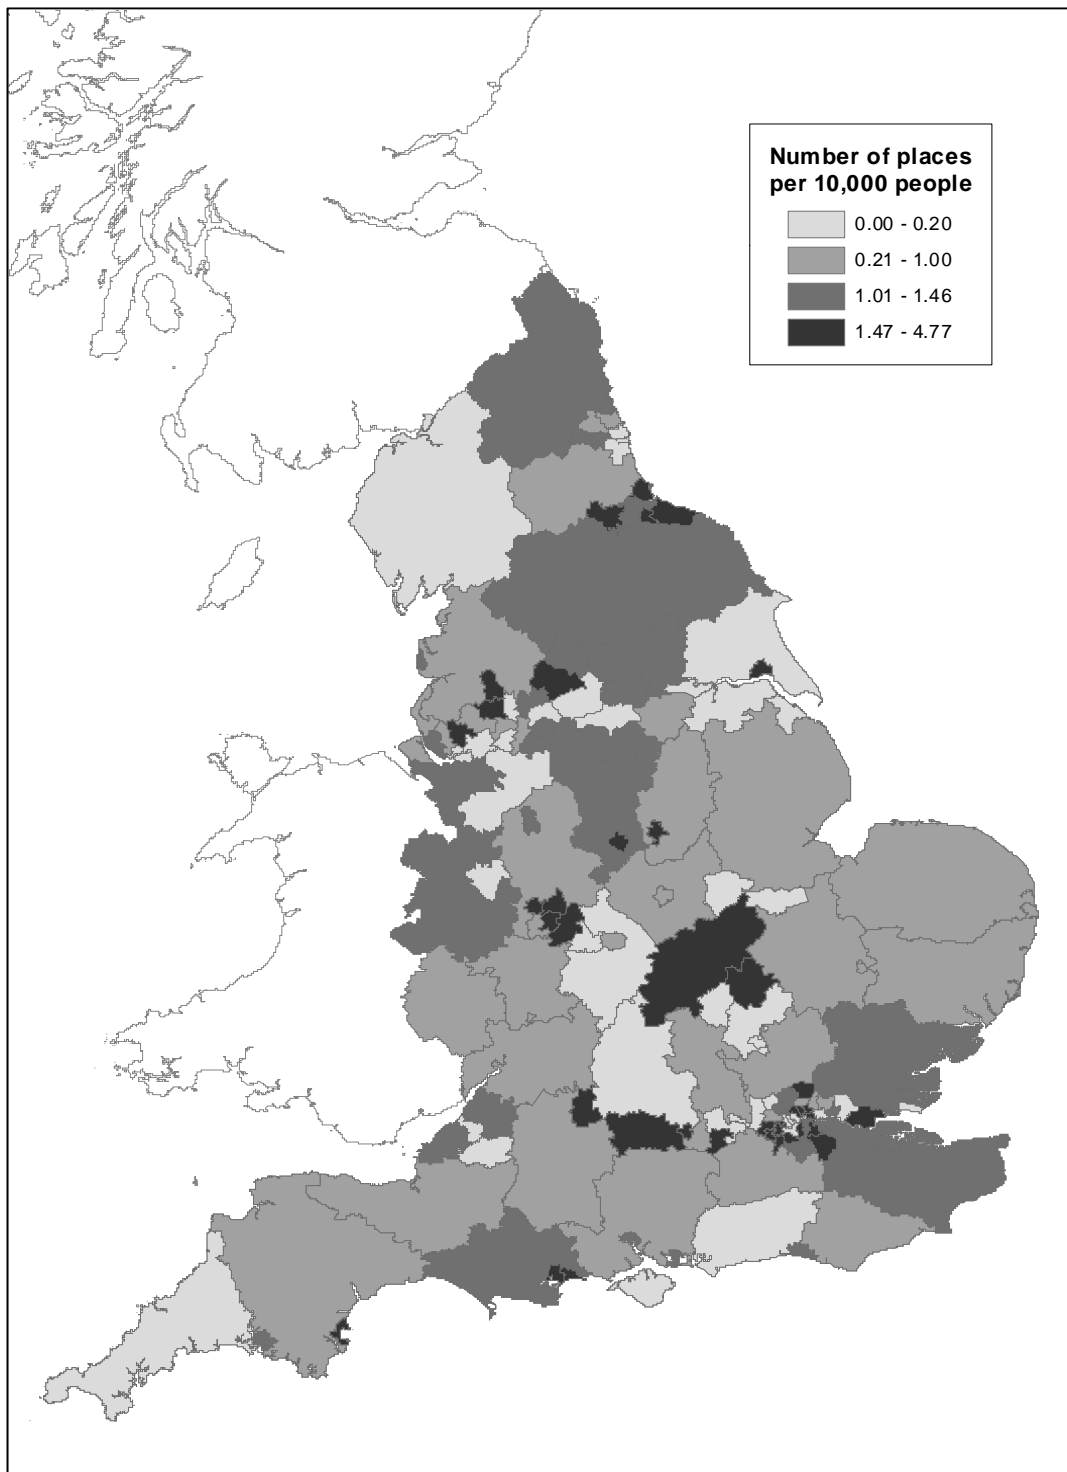 Number of places
per 10,000 people
0.00 - 0.20
0.21 - 1.00
1.01 - 1.46
1.47 - 4.77